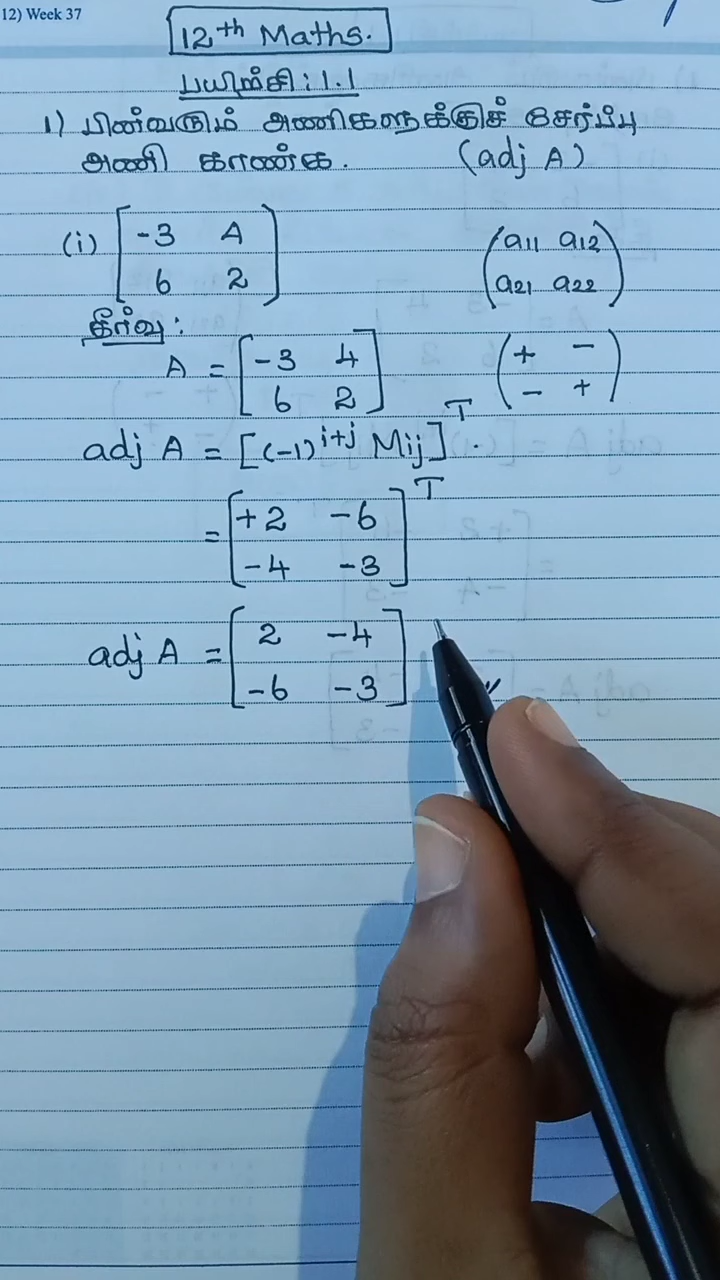 12) Week 37
12th Maths.
பயிற்சி : 1.1
1) பின்வரும் அணிகளுக்குச் சேர்ப்பு
அணி காண்க. (adj A)
(i) [ -3 A ; 6 2 ] ( a11 a12 ; a21 a22 )
தீர்வு :
A = [ -3 4 ; 6 2 ] ( + - ; - + )
adj A = [(-1)^{i+j} Mij]^T .
= [ +2 -6 ; -4 -3 ]^T
adj A = [ 2 -4 ; -6 -3 ]